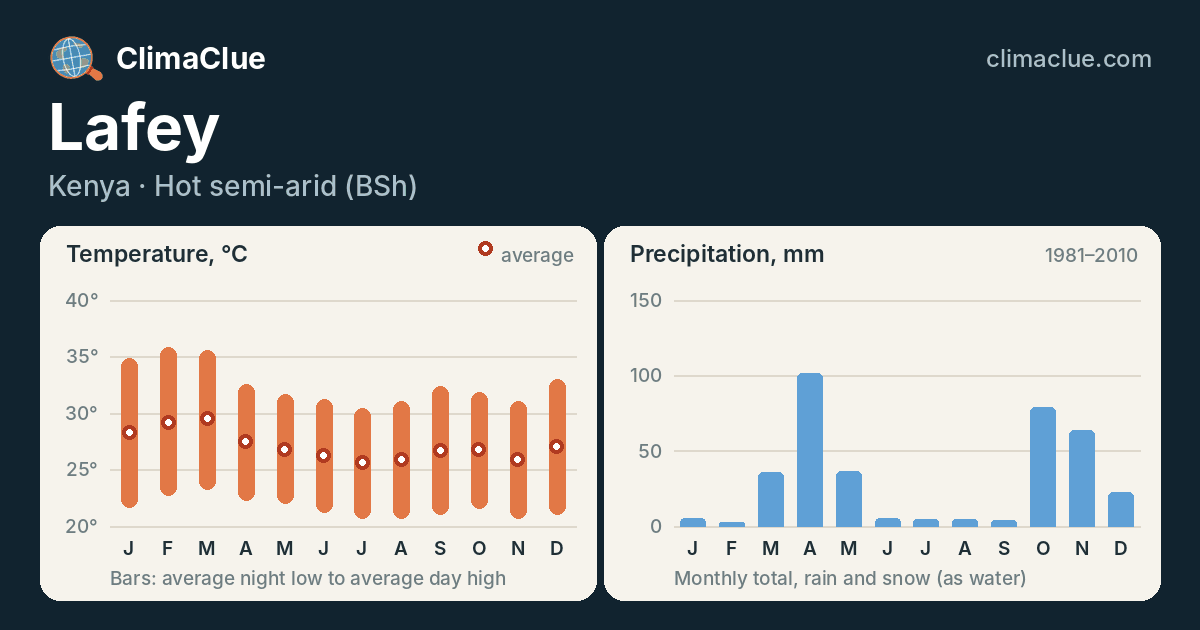 ClimaClue
climaclue.com
Lafey
Kenya · Hot semi-arid (BSh)
Temperature, °C
average
40°
35°
30°
25°
20°
J F M A M J J A S O N D
Bars: average night low to average day high
Precipitation, mm
1981–2010
150
100
50
0
J F M A M J J A S O N D
Monthly total, rain and snow (as water)